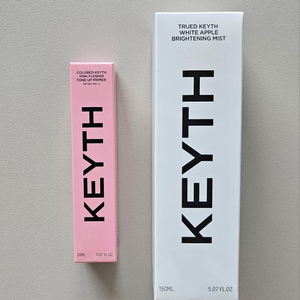 COLORED KEYTH
PINK FLOWER
TONE UP PRIMER
KEYTH
TRUED KEYTH
WHITE APPLE
BRIGHTENING MIST
KEYTH
150ML 5.07 FL.OZ.